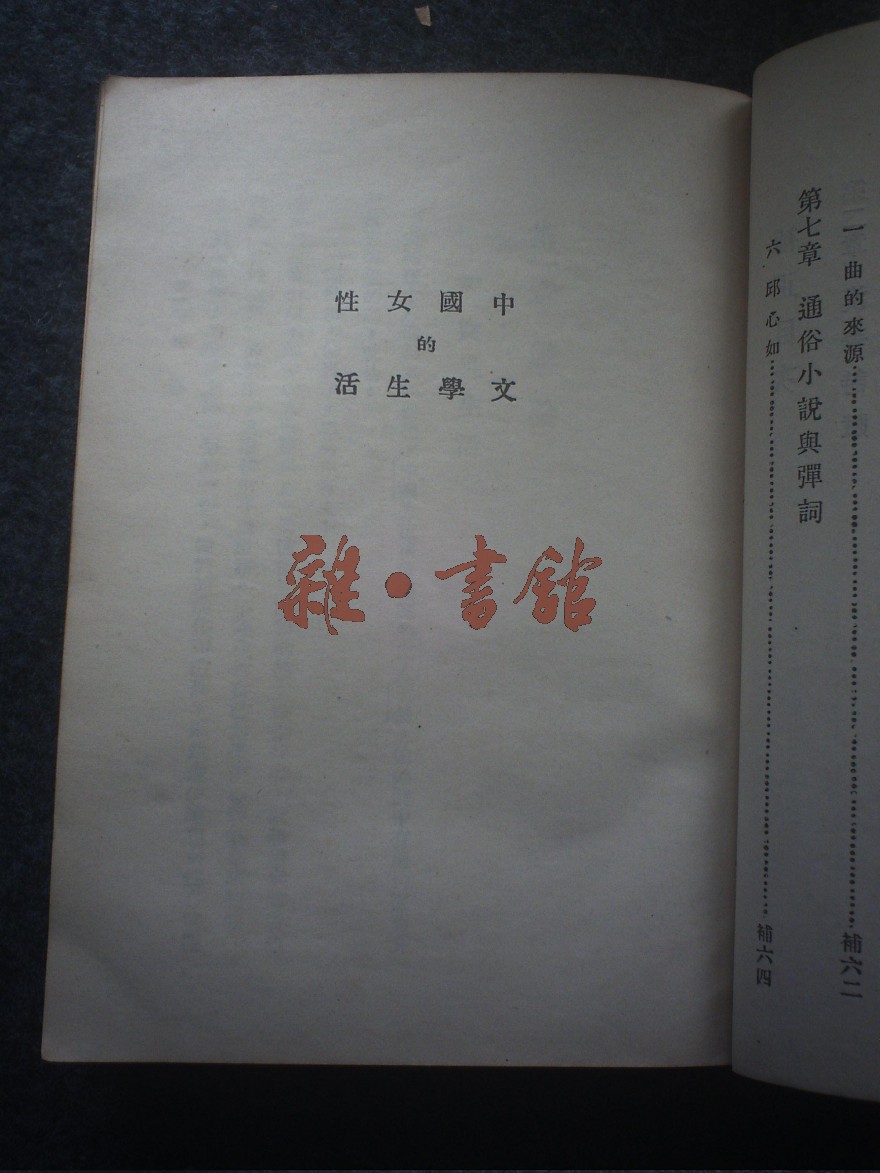 一 曲的來源……補六二
第七章 通俗小說與彈詞
六 邱心如……補六四
中國女性
的
文學生活
雜·書館